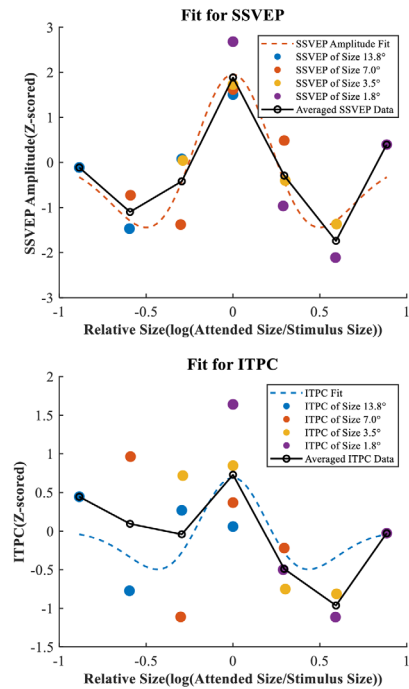 Fit for SSVEP
SSVEP Amplitude Fit
SSVEP of Size 13.8°
SSVEP of Size 7.0°
SSVEP of Size 3.5°
SSVEP of Size 1.8°
Averaged SSVEP Data
SSVEP Amplitude(Z-scored)
3
2
1
0
-1
-2
-3
-1
-0.5
0
0.5
1
Relative Size(log(Attended Size/Stimulus Size))
Fit for ITPC
ITPC Fit
ITPC of Size 13.8°
ITPC of Size 7.0°
ITPC of Size 3.5°
ITPC of Size 1.8°
Averaged ITPC Data
ITPC(Z-scored)
2
1.5
1
0.5
0
-0.5
-1
-1.5
-1
-0.5
0
0.5
1
Relative Size(log(Attended Size/Stimulus Size))